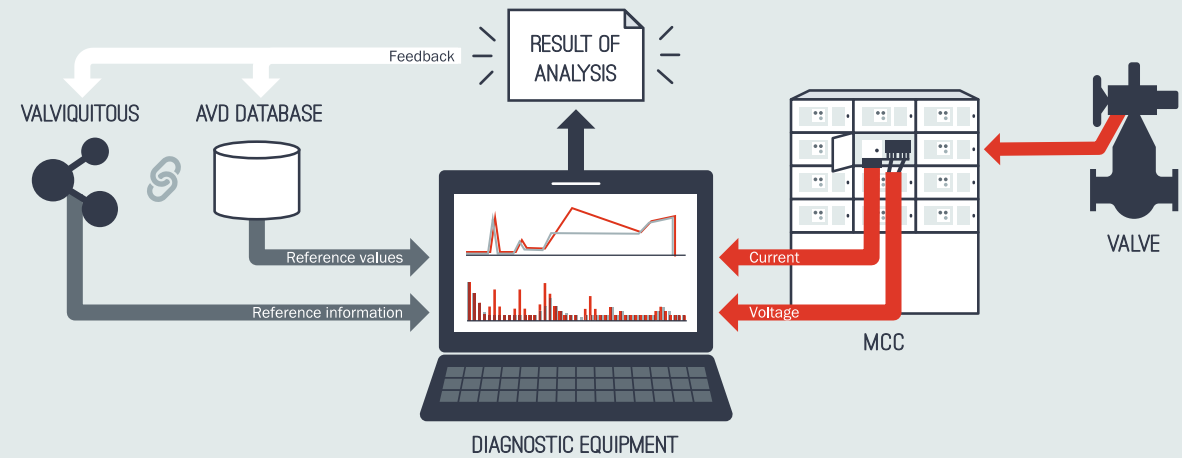 Feedback
RESULT OF
ANALYSIS
VALVIQUITOUS
AVD DATABASE
Reference values
Reference information
Current
Voltage
MCC
VALVE
DIAGNOSTIC EQUIPMENT